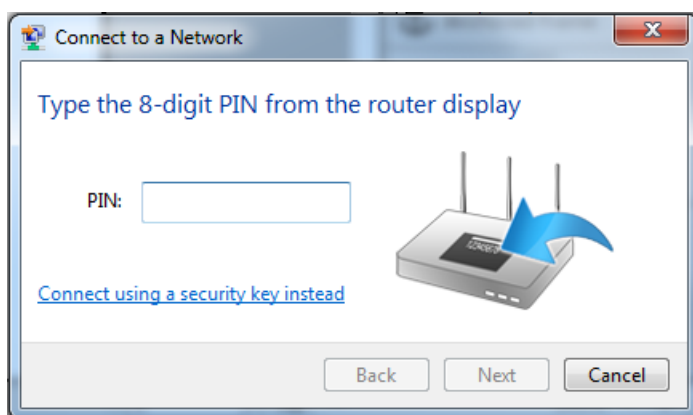 Connect to a Network
Type the 8-digit PIN from the router display
PIN:
12345670
Connect using a security key instead
Back
Next
Cancel